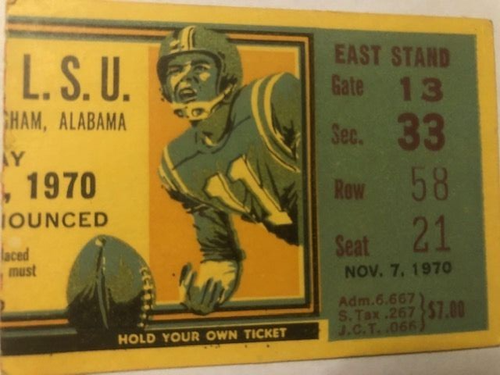 L.S.U.
GHAM, ALABAMA
AY
, 1970
NOUNCED
laced
must
HOLD YOUR OWN TICKET
EAST STAND
Gate 13
Sec. 33
Row 58
Seat 21
NOV. 7, 1970
Adm. 6.667
S. Tax .267
J.C.T. .066
$7.00